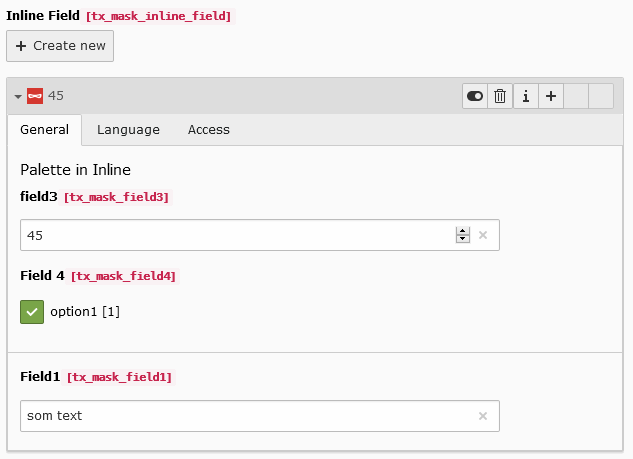 Inline Field [tx_mask_inline_field]
+ Create new
45
General Language Access
Palette in Inline
field3 [tx_mask_field3]
45
Field 4 [tx_mask_field4]
option1 [1]
Field1 [tx_mask_field1]
som text